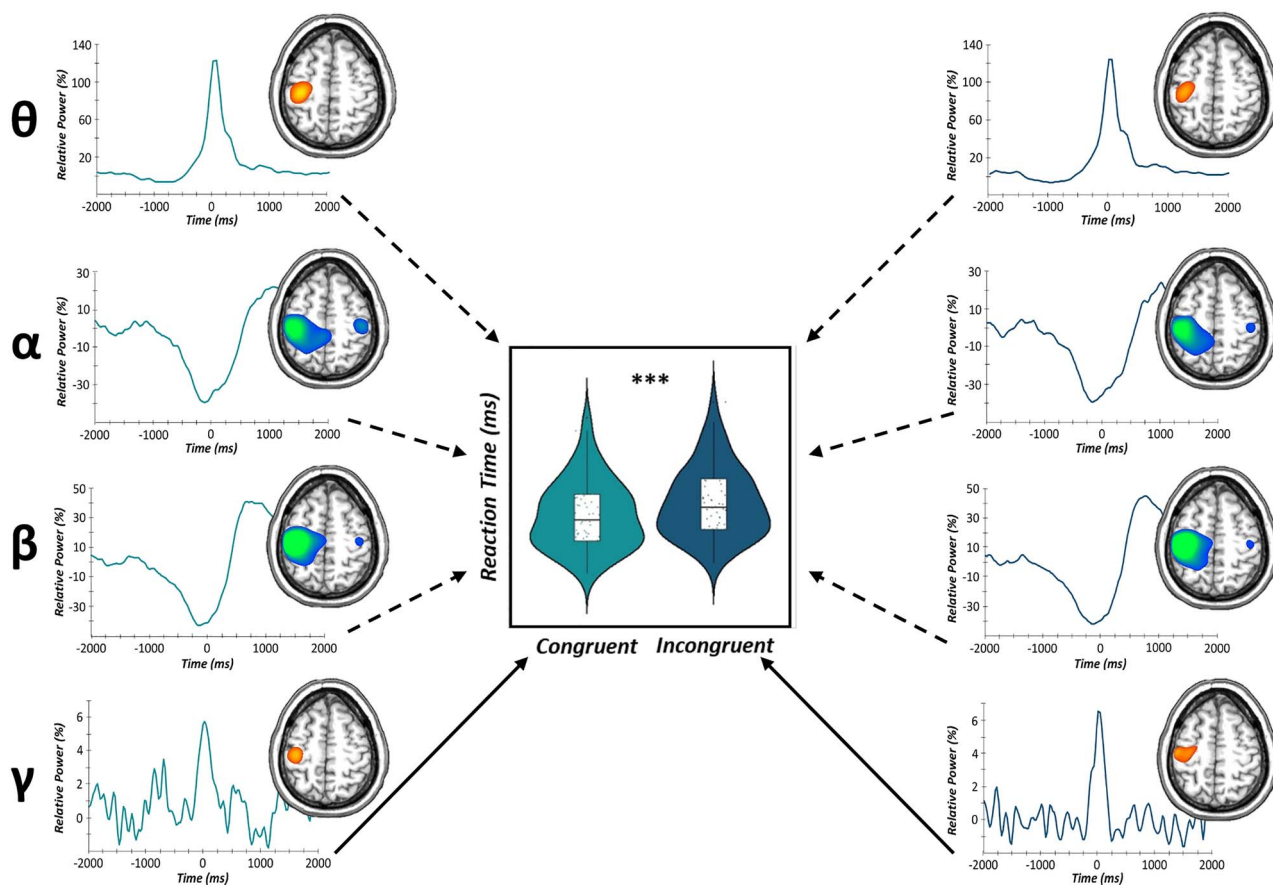 θ
Relative Power (%)
140
100
60
20
-2000 -1000 0 1000 2000
Time (ms)
Relative Power (%)
140
100
60
20
-2000 -1000 0 1000 2000
Time (ms)
α
Relative Power (%)
30
10
-10
-30
-2000 -1000 0 1000 2000
Time (ms)
Relative Power (%)
30
10
-10
-30
-2000 -1000 0 1000 2000
Time (ms)
***
Reaction Time (ms)
Congruent Incongruent
β
Relative Power (%)
50
30
10
-10
-30
-2000 -1000 0 1000 2000
Time (ms)
Relative Power (%)
50
30
10
-10
-30
-2000 -1000 0 1000 2000
Time (ms)
γ
Relative Power (%)
6
4
2
0
-2000 -1000 0 1000 2000
Time (ms)
Relative Power (%)
6
4
2
0
-2000 -1000 0 1000 2000
Time (ms)